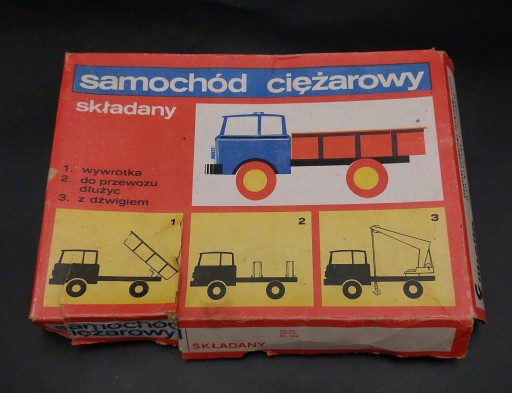 samochód ciężarowy
składany
1. wywrotka
2. do przewozu
dłużyc
3. z dźwigiem
1
2
3
samochód
ciężarowy
SKŁADANY